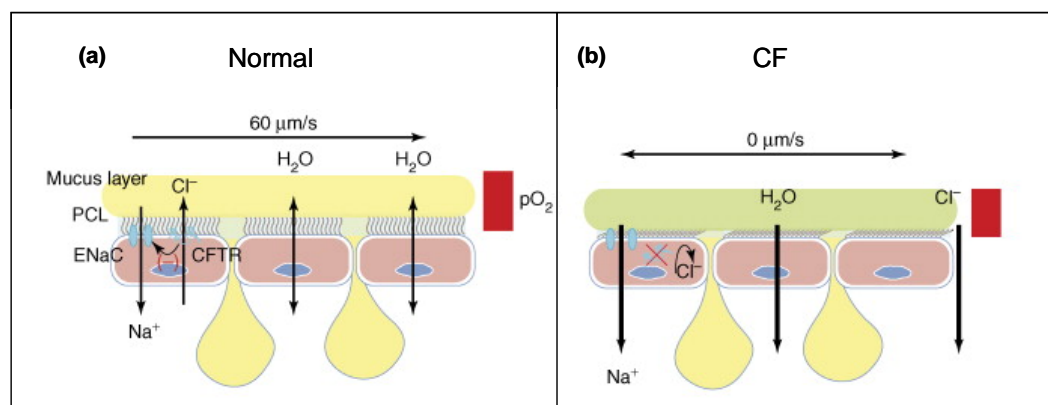 (a) Normal
60 μm/s
H₂O H₂O
Mucus layer Cl⁻
PCL
pO₂
ENaC CFTR
(−)
Na⁺
(b) CF
0 μm/s
H₂O Cl⁻
Cl⁻
Na⁺